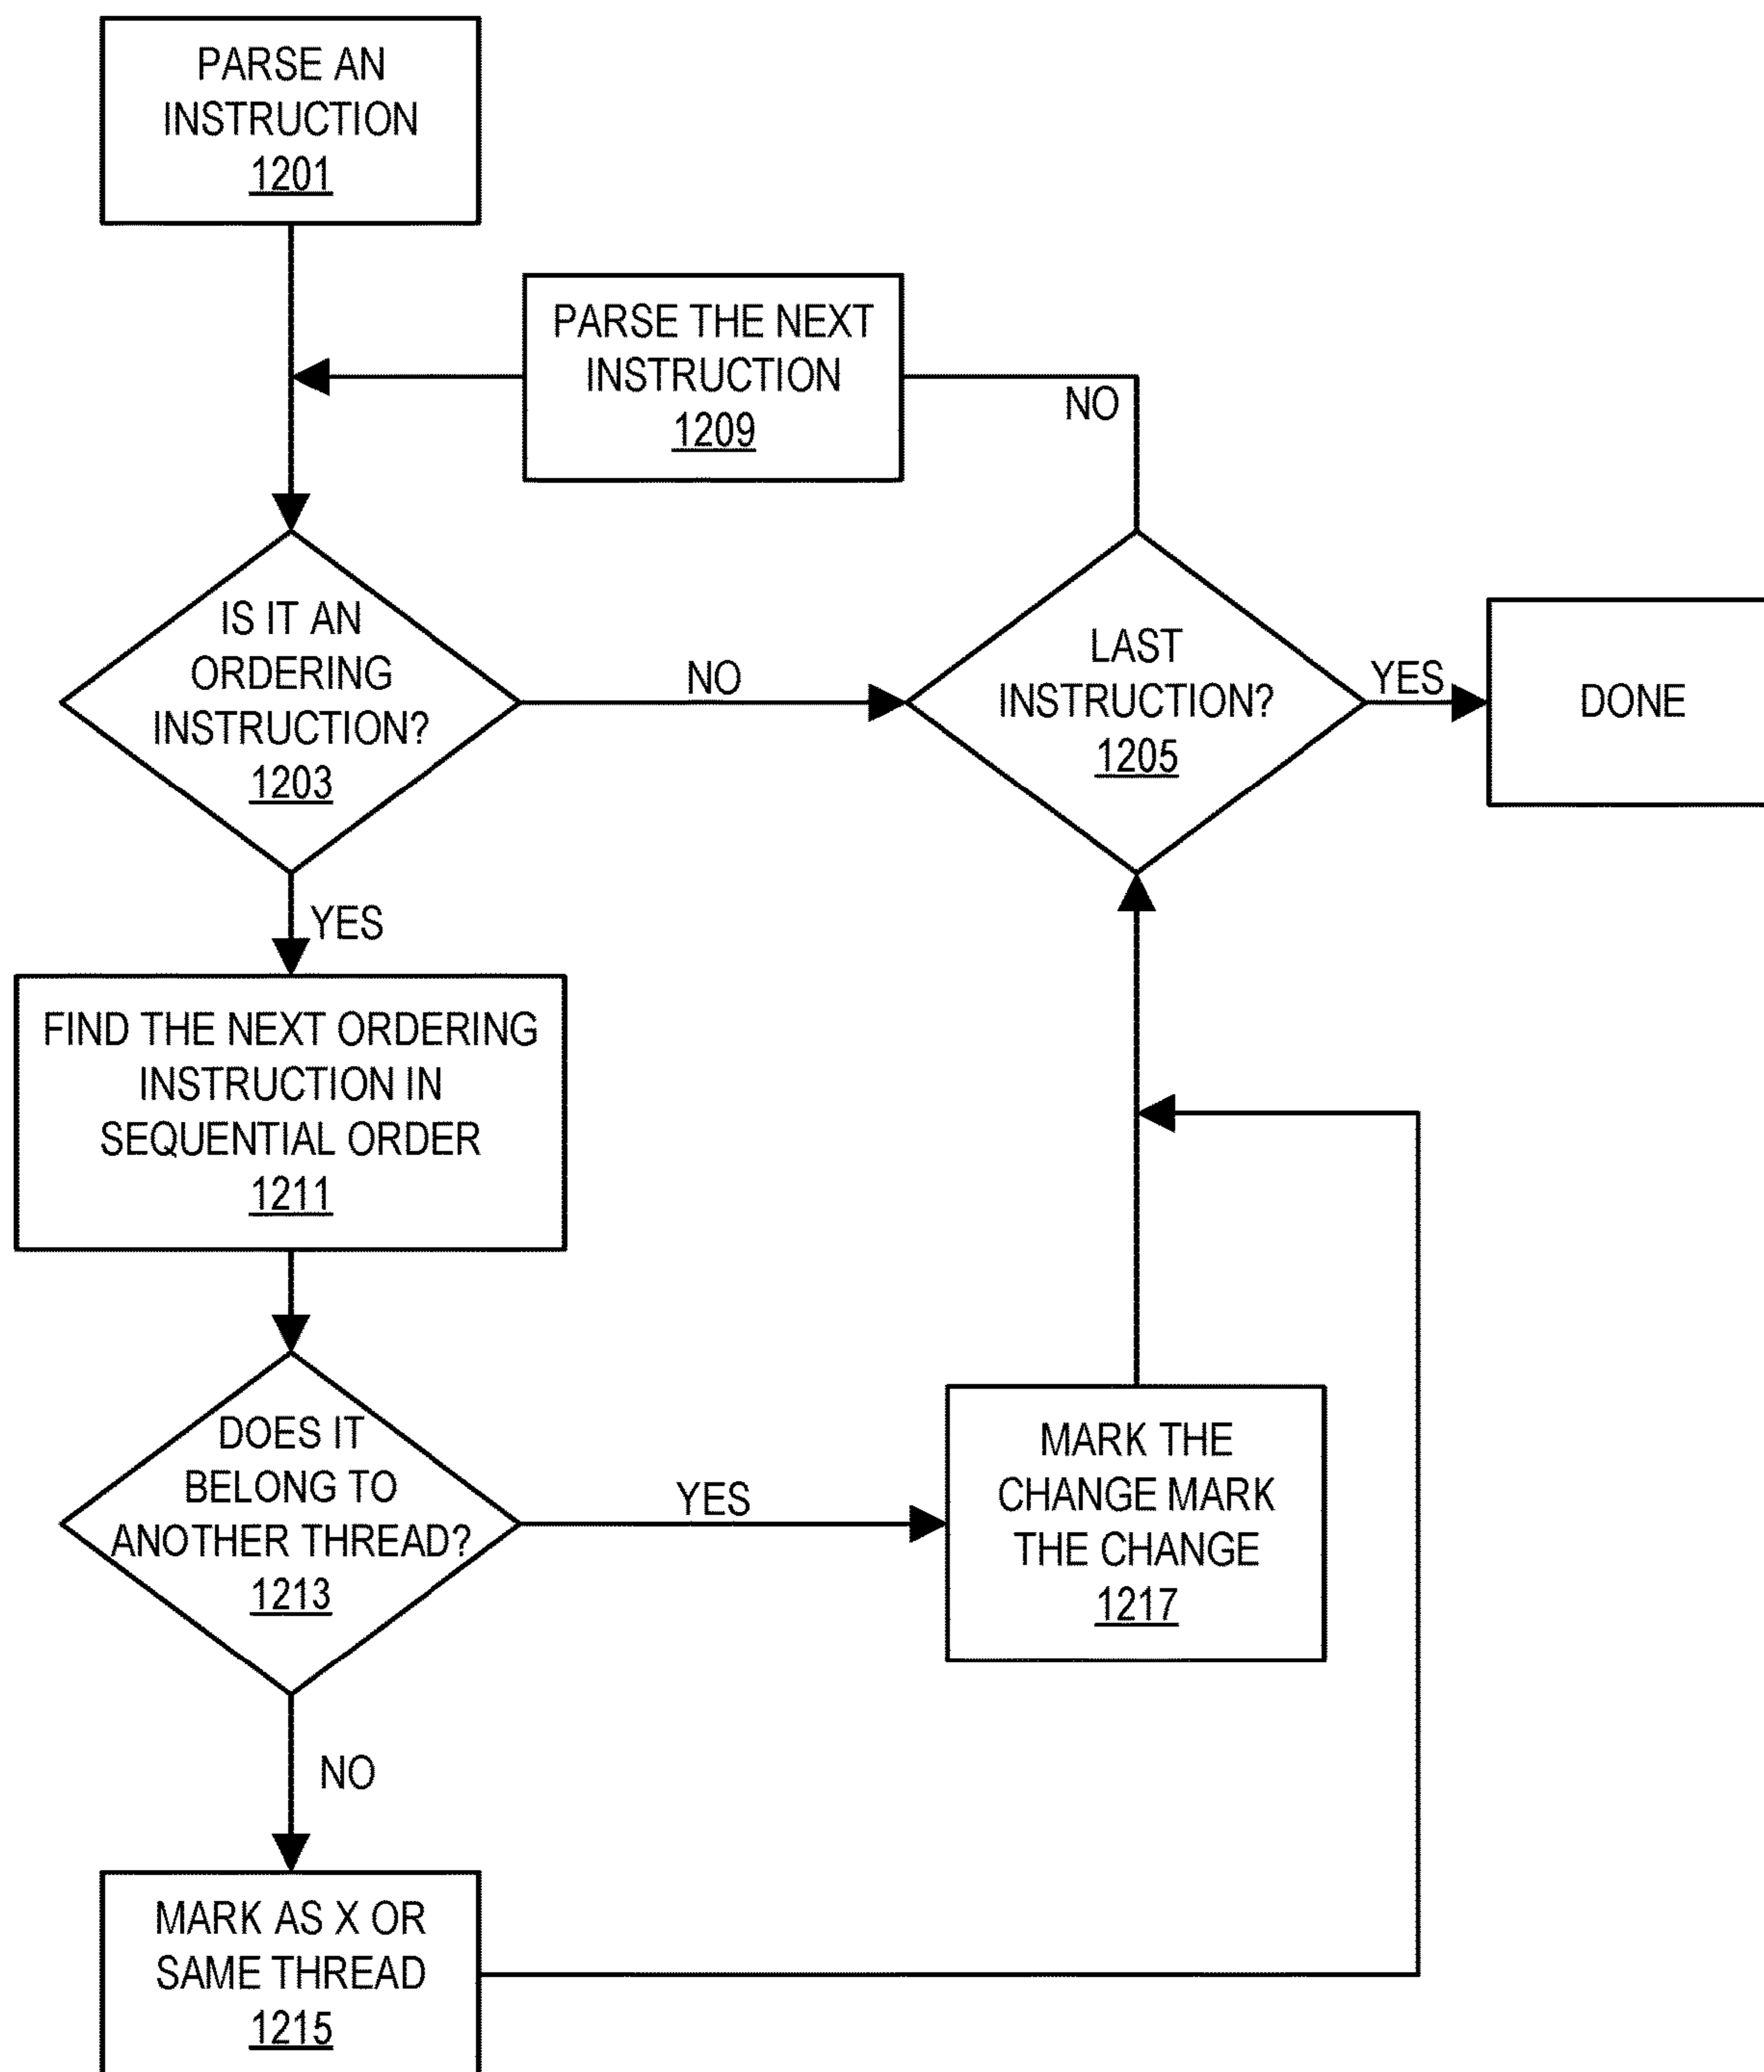 PARSE AN
INSTRUCTION
1201
PARSE THE NEXT
INSTRUCTION
1209
NO
IS IT AN
ORDERING
INSTRUCTION?
1203
NO
LAST
INSTRUCTION?
1205
YES
DONE
YES
FIND THE NEXT ORDERING
INSTRUCTION IN
SEQUENTIAL ORDER
1211
DOES IT
BELONG TO
ANOTHER THREAD?
1213
YES
MARK THE
CHANGE MARK
THE CHANGE
1217
NO
MARK AS X OR
SAME THREAD
1215